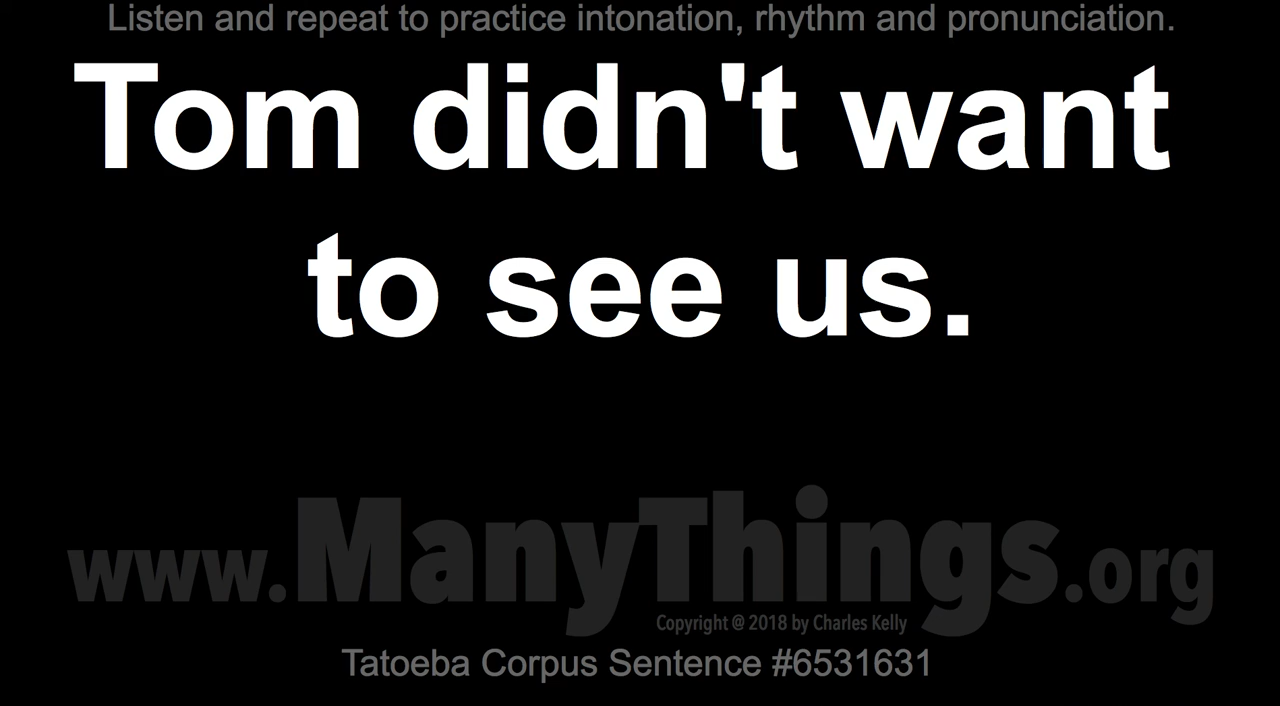 Listen and repeat to practice intonation, rhythm and pronunciation.
Tom didn't want
to see us.
www.ManyThings.org
Copyright @ 2018 by Charles Kelly
Tatoeba Corpus Sentence #6531631